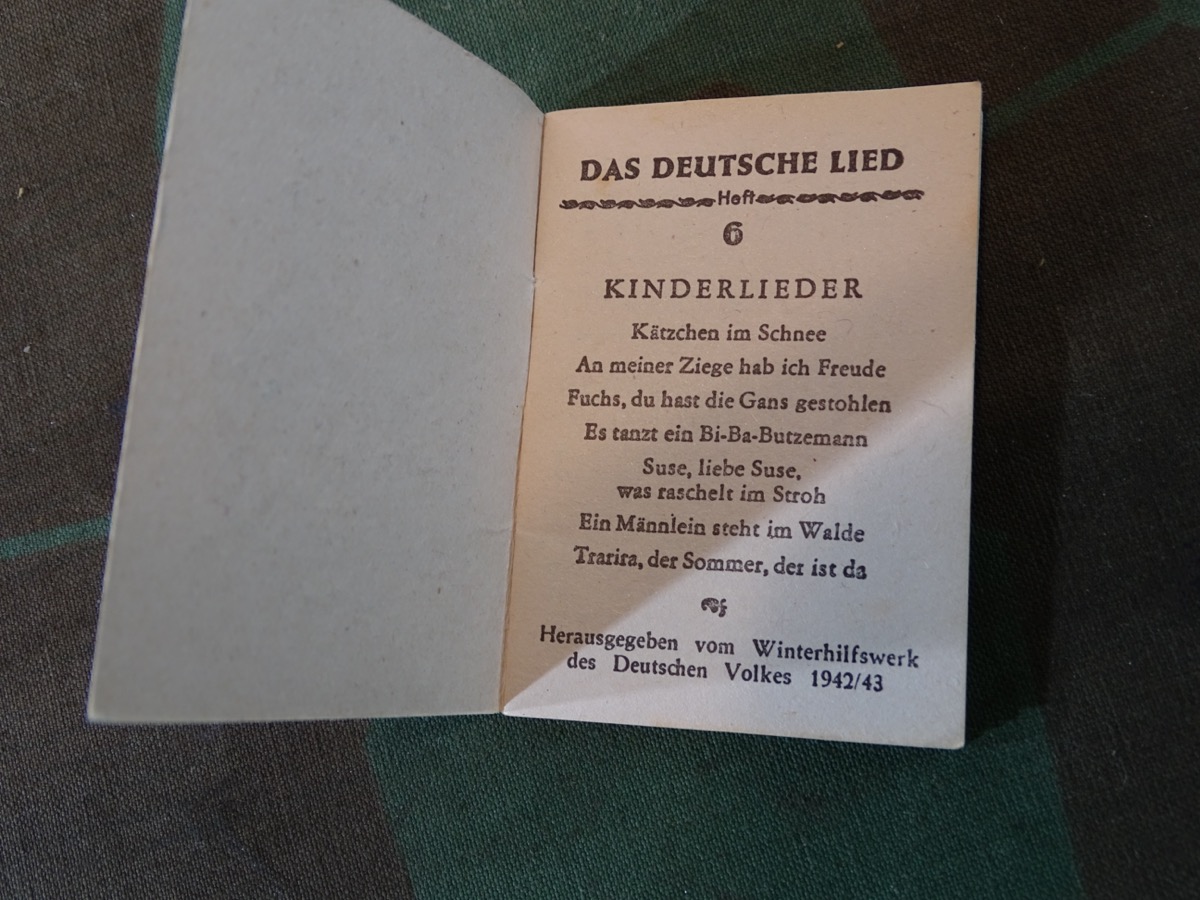 DAS DEUTSCHE LIED
Heft
6
KINDERLIEDER
Kätzchen im Schnee
An meiner Ziege hab ich Freude
Fuchs, du hast die Gans gestohlen
Es tanzt ein Bi-Ba-Butzemann
Suse, liebe Suse,
was raschelt im Stroh
Ein Männlein steht im Walde
Trarira, der Sommer, der ist da
Herausgegeben vom Winterhilfswerk
des Deutschen Volkes 1942/43